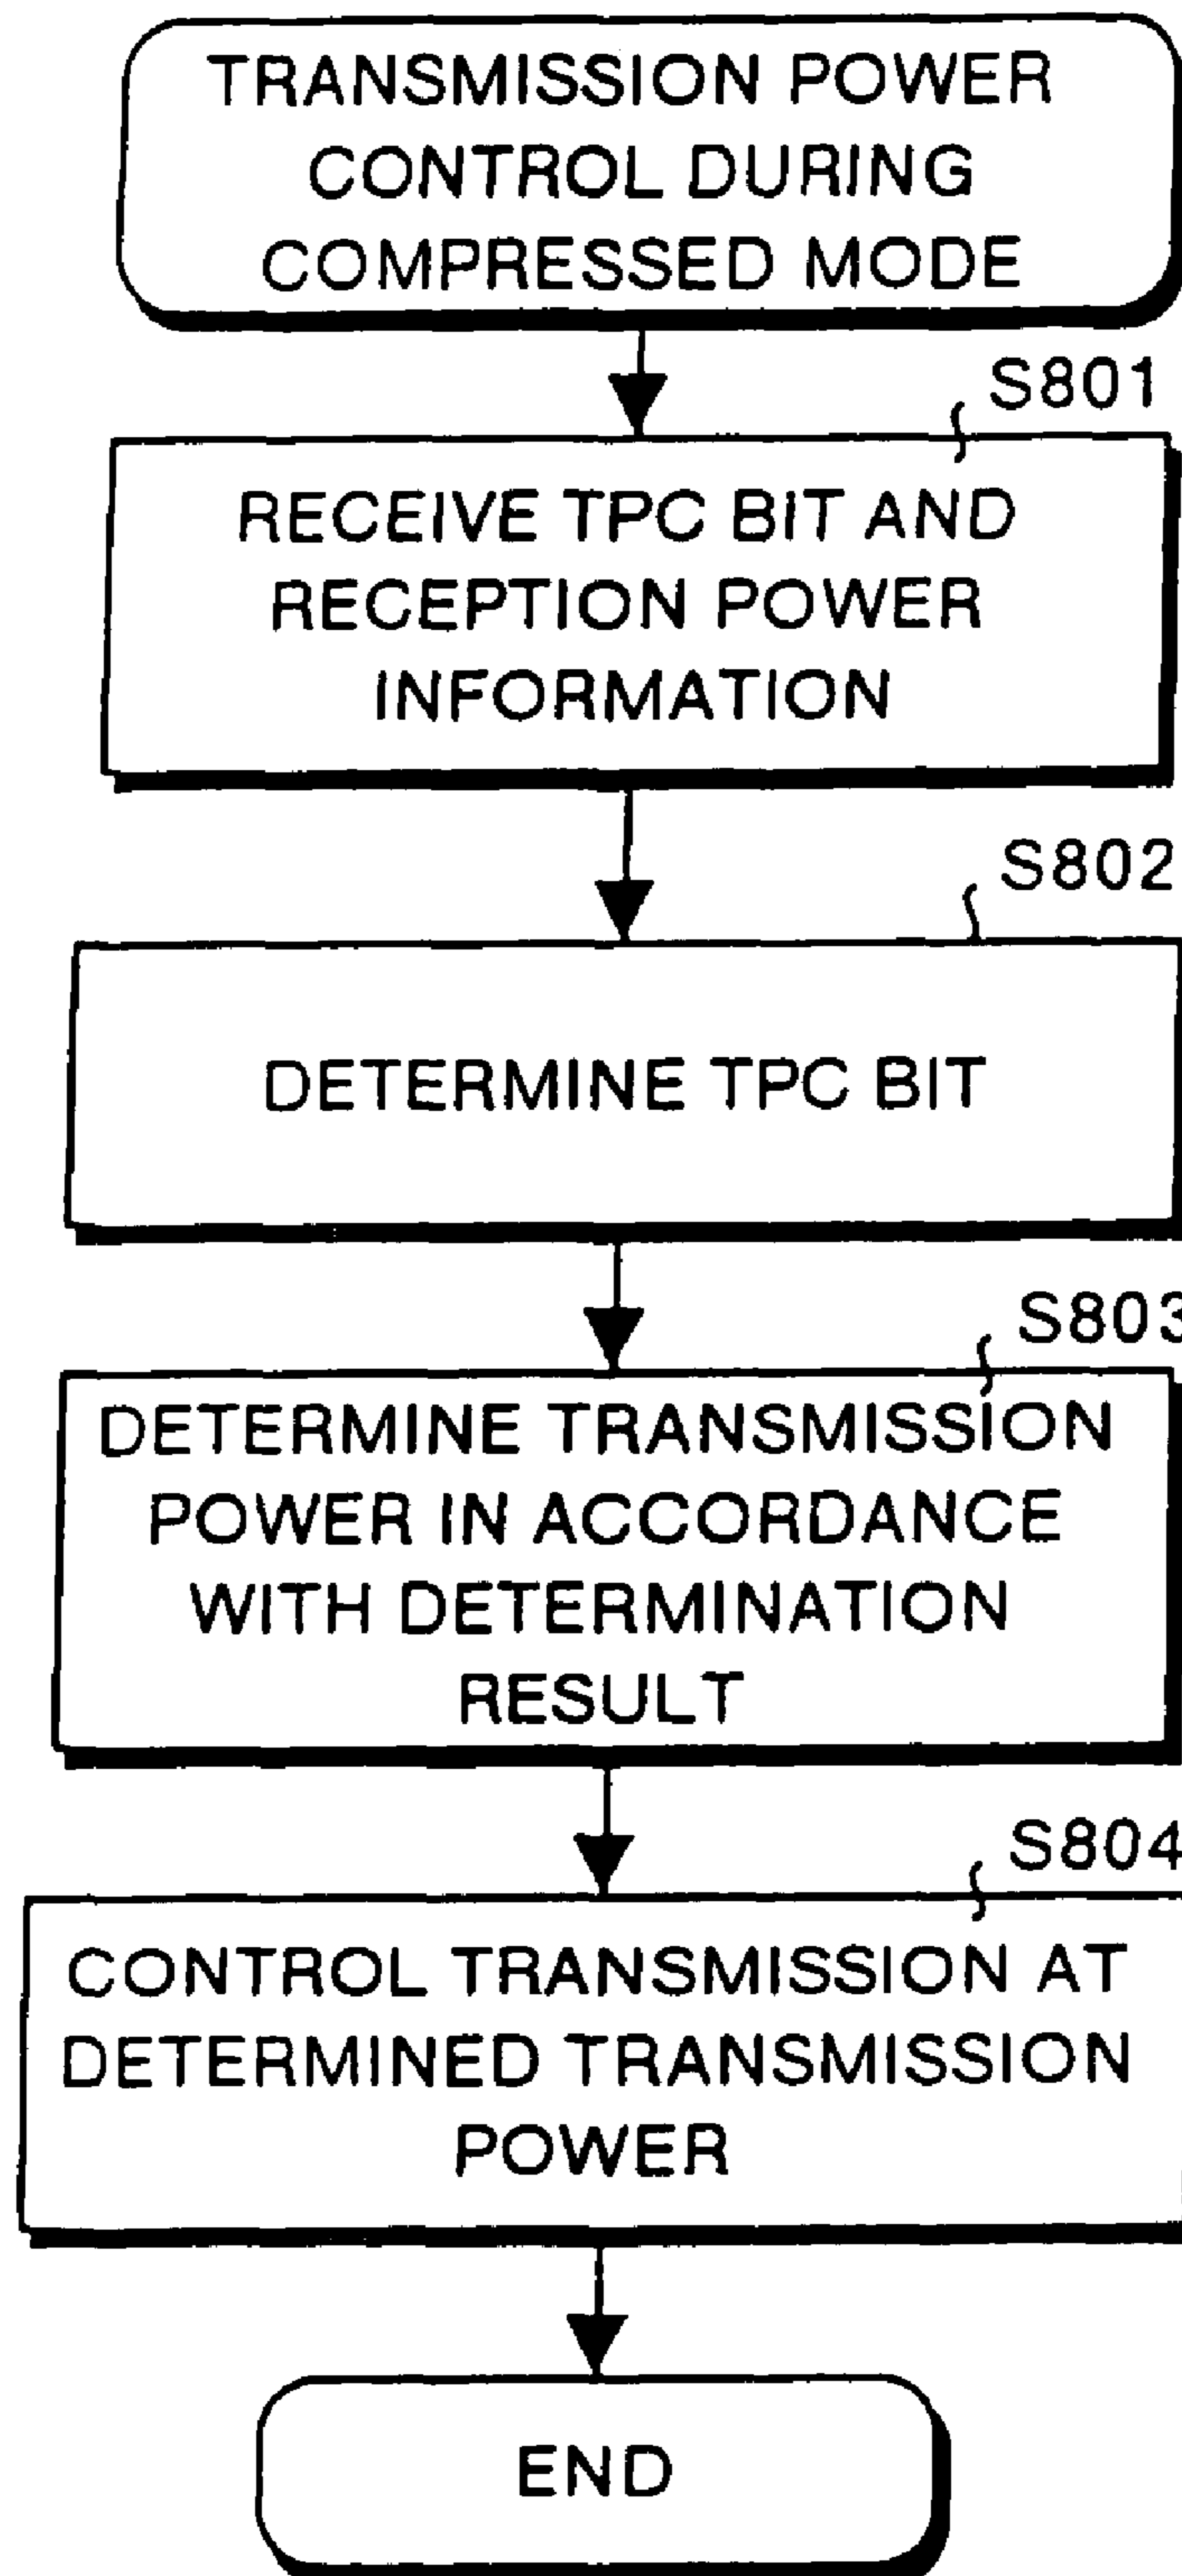 TRANSMISSION POWER
CONTROL DURING
COMPRESSED MODE
S801
RECEIVE TPC BIT AND
RECEPTION POWER
INFORMATION
S802
DETERMINE TPC BIT
S803
DETERMINE TRANSMISSION
POWER IN ACCORDANCE
WITH DETERMINATION
RESULT
S804
CONTROL TRANSMISSION AT
DETERMINED TRANSMISSION
POWER
END